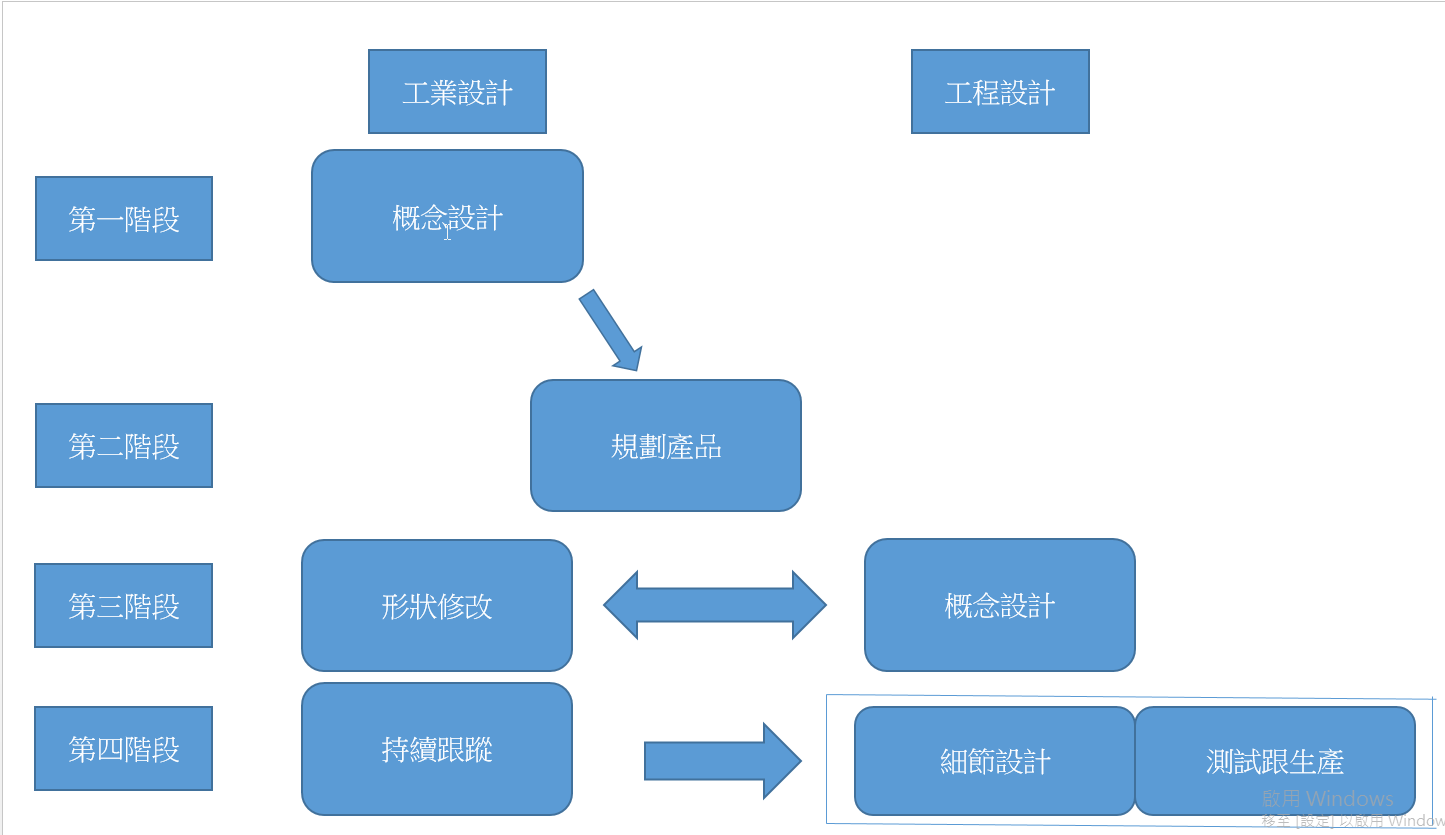 工業設計
工程設計
第一階段
概念設計
第二階段
規劃產品
第三階段
形狀修改
概念設計
第四階段
持續跟蹤
細節設計
測試跟生產
啟用 Windows
移至 [設定] 以啟用 Window